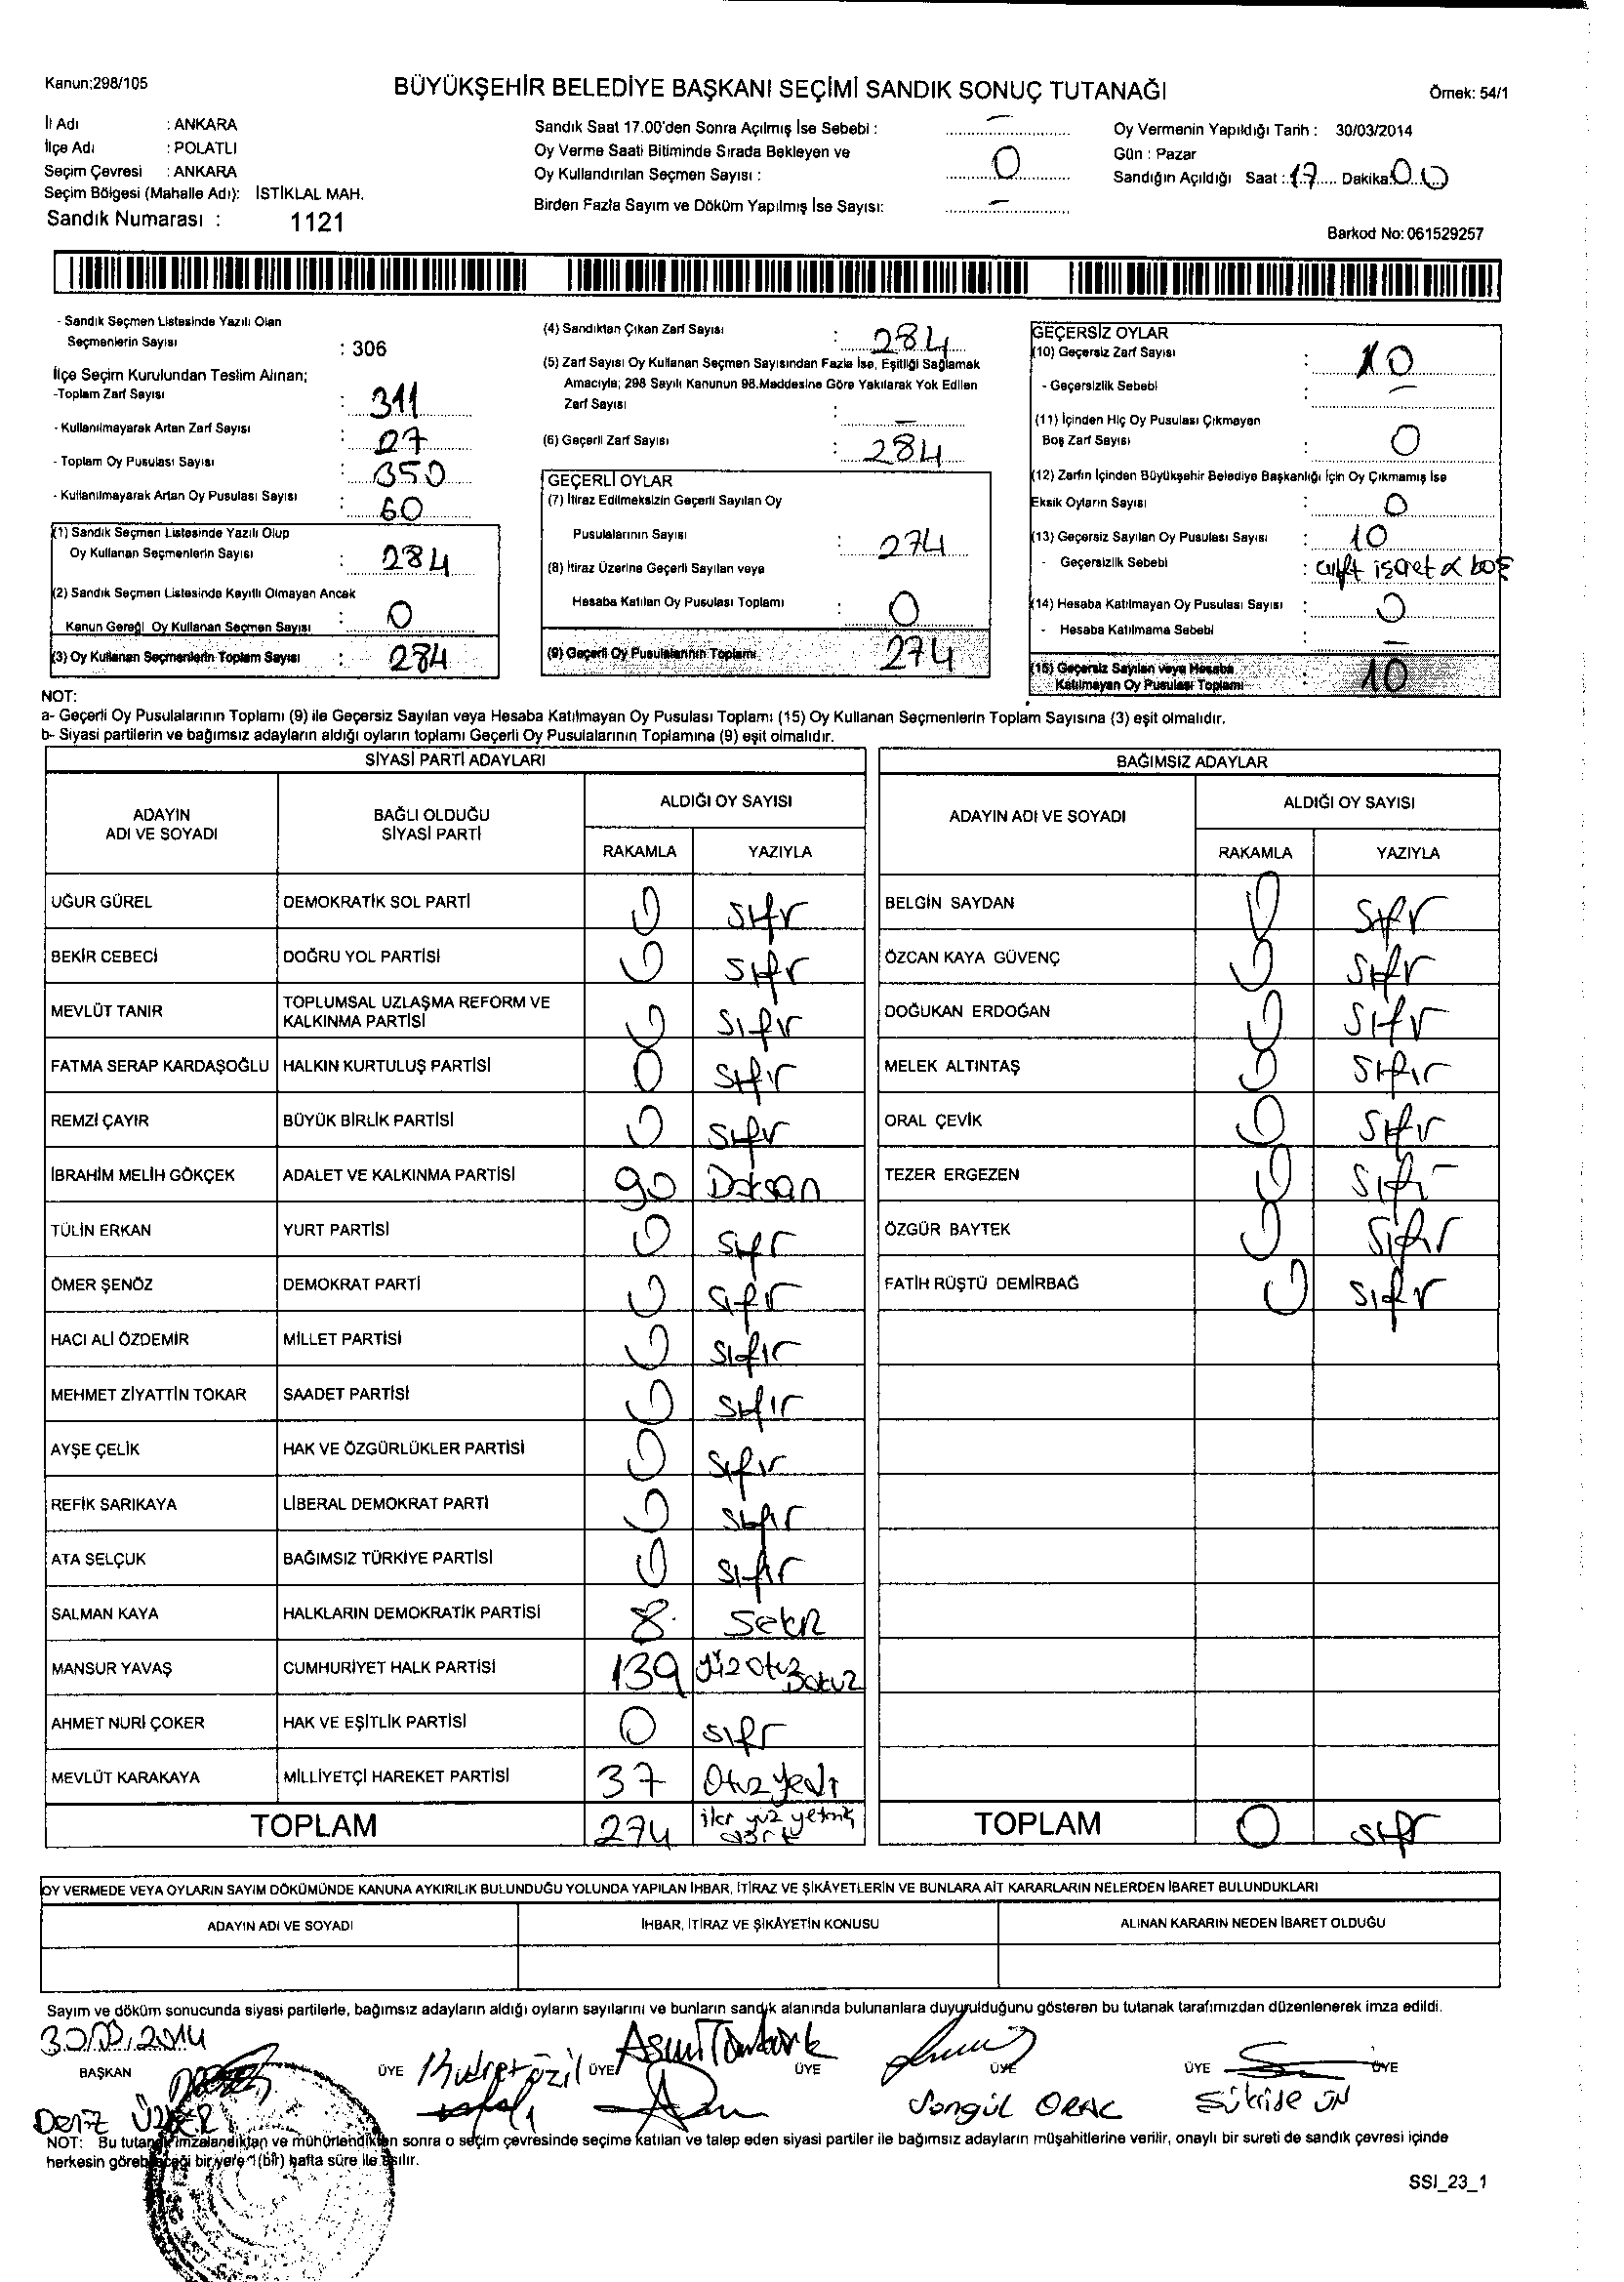 Kanun;298/105
BÜYÜKŞEHİR BELEDİYE BAŞKANI SEÇİMİ SANDIK SONUÇ TUTANAĞI
Örnek: 54/1
İl Adı : ANKARA
İlçe Adı : POLATLI
Seçim Çevresi : ANKARA
Seçim Bölgesi (Mahalle Adı): İSTİKLAL MAH.
Sandık Numarası : 1121
Sandık Saat 17.00'den Sonra Açılmış İse Sebebi : –
Oy Verme Saati Bitiminde Sırada Bekleyen ve
Oy Kullandırılan Seçmen Sayısı : 0
Birden Fazla Sayım ve Döküm Yapılmış İse Sayısı: –
Oy Vermenin Yapıldığı Tarih : 30/03/2014
Gün : Pazar
Sandığın Açıldığı Saat : 17 Dakika: 00
Barkod No: 061529257
- Sandık Seçmen Listesinde Yazılı Olan
Seçmenlerin Sayısı : 306
İlçe Seçim Kurulundan Teslim Alınan;
-Toplam Zarf Sayısı : 311
- Kullanılmayarak Artan Zarf Sayısı : 27
- Toplam Oy Pusulası Sayısı : 350
- Kullanılmayarak Artan Oy Pusulası Sayısı : 60
(1) Sandık Seçmen Listesinde Yazılı Olup
Oy Kullanan Seçmenlerin Sayısı : 284
(2) Sandık Seçmen Listesinde Kayıtlı Olmayan Ancak
Kanun Gereği Oy Kullanan Seçmen Sayısı : 0
(3) Oy Kullanan Seçmenlerin Toplam Sayısı : 284
(4) Sandıktan Çıkan Zarf Sayısı : 284
(5) Zarf Sayısı Oy Kullanan Seçmen Sayısından Fazla İse, Eşitliği Sağlamak
Amacıyla; 298 Sayılı Kanunun 98.Maddesine Göre Yakılarak Yok Edilen
Zarf Sayısı : –
(6) Geçerli Zarf Sayısı : 284
GEÇERLİ OYLAR
(7) İtiraz Edilmeksizin Geçerli Sayılan Oy
Pusulalarının Sayısı : 274
(8) İtiraz Üzerine Geçerli Sayılan veya
Hesaba Katılan Oy Pusulası Toplamı : 0
(9) Geçerli Oy Pusulalarının Toplamı 274
GEÇERSİZ OYLAR
(10) Geçersiz Zarf Sayısı : 0
- Geçersizlik Sebebi : –
(11) İçinden Hiç Oy Pusulası Çıkmayan
Boş Zarf Sayısı : 0
(12) Zarfın İçinden Büyükşehir Belediye Başkanlığı İçin Oy Çıkmamış İse
Eksik Oyların Sayısı 0
(13) Geçersiz Sayılan Oy Pusulası Sayısı : 10
- Geçersizlik Sebebi : çift işaret boş
(14) Hesaba Katılmayan Oy Pusulası Sayısı : 0
- Hesaba Katılmama Sebebi : –
(15) Geçersiz Sayılan veya Hesaba
Katılmayan Oy Pusulası Toplamı : 10
NOT:
a- Geçerli Oy Pusulalarının Toplamı (9) ile Geçersiz Sayılan veya Hesaba Katılmayan Oy Pusulası Toplamı (15) Oy Kullanan Seçmenlerin Toplam Sayısına (3) eşit olmalıdır.
b- Siyasi partilerin ve bağımsız adayların aldığı oyların toplamı Geçerli Oy Pusulalarının Toplamına (9) eşit olmalıdır.
SİYASİ PARTİ ADAYLARI
ADAYIN ADI VE SOYADI
BAĞLI OLDUĞU SİYASİ PARTİ
ALDIĞI OY SAYISI
RAKAMLA YAZIYLA
UĞUR GÜREL DEMOKRATİK SOL PARTİ 0 sıfır
BEKİR CEBECİ DOĞRU YOL PARTİSİ 0 sıfır
MEVLÜT TANIR TOPLUMSAL UZLAŞMA REFORM VE KALKINMA PARTİSİ 0 sıfır
FATMA SERAP KARDAŞOĞLU HALKIN KURTULUŞ PARTİSİ 0 sıfır
REMZİ ÇAYIR BÜYÜK BİRLİK PARTİSİ 0 sıfır
İBRAHİM MELİH GÖKÇEK ADALET VE KALKINMA PARTİSİ 90 Doksan
TÜLİN ERKAN YURT PARTİSİ 0 sıfır
ÖMER ŞENÖZ DEMOKRAT PARTİ 0 sıfır
HACI ALİ ÖZDEMİR MİLLET PARTİSİ 0 sıfır
MEHMET ZİYATTİN TOKAR SAADET PARTİSİ 0 sıfır
AYŞE ÇELİK HAK VE ÖZGÜRLÜKLER PARTİSİ 0 sıfır
REFİK SARIKAYA LİBERAL DEMOKRAT PARTİ 0 sıfır
ATA SELÇUK BAĞIMSIZ TÜRKİYE PARTİSİ 0 sıfır
SALMAN KAYA HALKLARIN DEMOKRATİK PARTİSİ 8 Sekiz
MANSUR YAVAŞ CUMHURİYET HALK PARTİSİ 139 yüz otuz Dokuz
AHMET NURİ ÇOKER HAK VE EŞİTLİK PARTİSİ 0 sıfır
MEVLÜT KARAKAYA MİLLİYETÇİ HAREKET PARTİSİ 37 Otuz yedi
TOPLAM 274 iki yüz yetmiş dört
BAĞIMSIZ ADAYLAR
ADAYIN ADI VE SOYADI
ALDIĞI OY SAYISI
RAKAMLA YAZIYLA
BELGİN SAYDAN 0 sıfır
ÖZCAN KAYA GÜVENÇ 0 sıfır
DOĞUKAN ERDOĞAN 0 sıfır
MELEK ALTINTAŞ 0 sıfır
ORAL ÇEVİK 0 sıfır
TEZER ERGEZEN 0 sıfır
ÖZGÜR BAYTEK 0 sıfır
FATİH RÜŞTÜ DEMİRBAĞ 0 sıfır
TOPLAM 0 sıfır
OY VERMEDE VEYA OYLARIN SAYIM DÖKÜMÜNDE KANUNA AYKIRILIK BULUNDUĞU YOLUNDA YAPILAN İHBAR, İTİRAZ VE ŞİKÂYETLERİN VE BUNLARA AİT KARARLARIN NELERDEN İBARET BULUNDUKLARI
ADAYIN ADI VE SOYADI İHBAR, İTİRAZ VE ŞİKÂYETİN KONUSU ALINAN KARARIN NEDEN İBARET OLDUĞU
Sayım ve döküm sonucunda siyasi partilerle, bağımsız adayların aldığı oyların sayılarını ve bunların sandık alanında bulunanlara duyurulduğunu gösteren bu tutanak tarafımızdan düzenlenerek imza edildi.
30/03/2014
BAŞKAN ÜYE ÜYE ÜYE ÜYE ÜYE ÜYE
Songül ORAÇ
NOT: Bu tutanak imzalandıktan ve mühürlendikten sonra o seçim çevresinde seçime katılan ve talep eden siyasi partiler ile bağımsız adayların müşahitlerine verilir, onaylı bir sureti de sandık çevresi içinde
herkesin görebileceği bir yere 1(bir) hafta süre ile asılır.
SSI_23_1